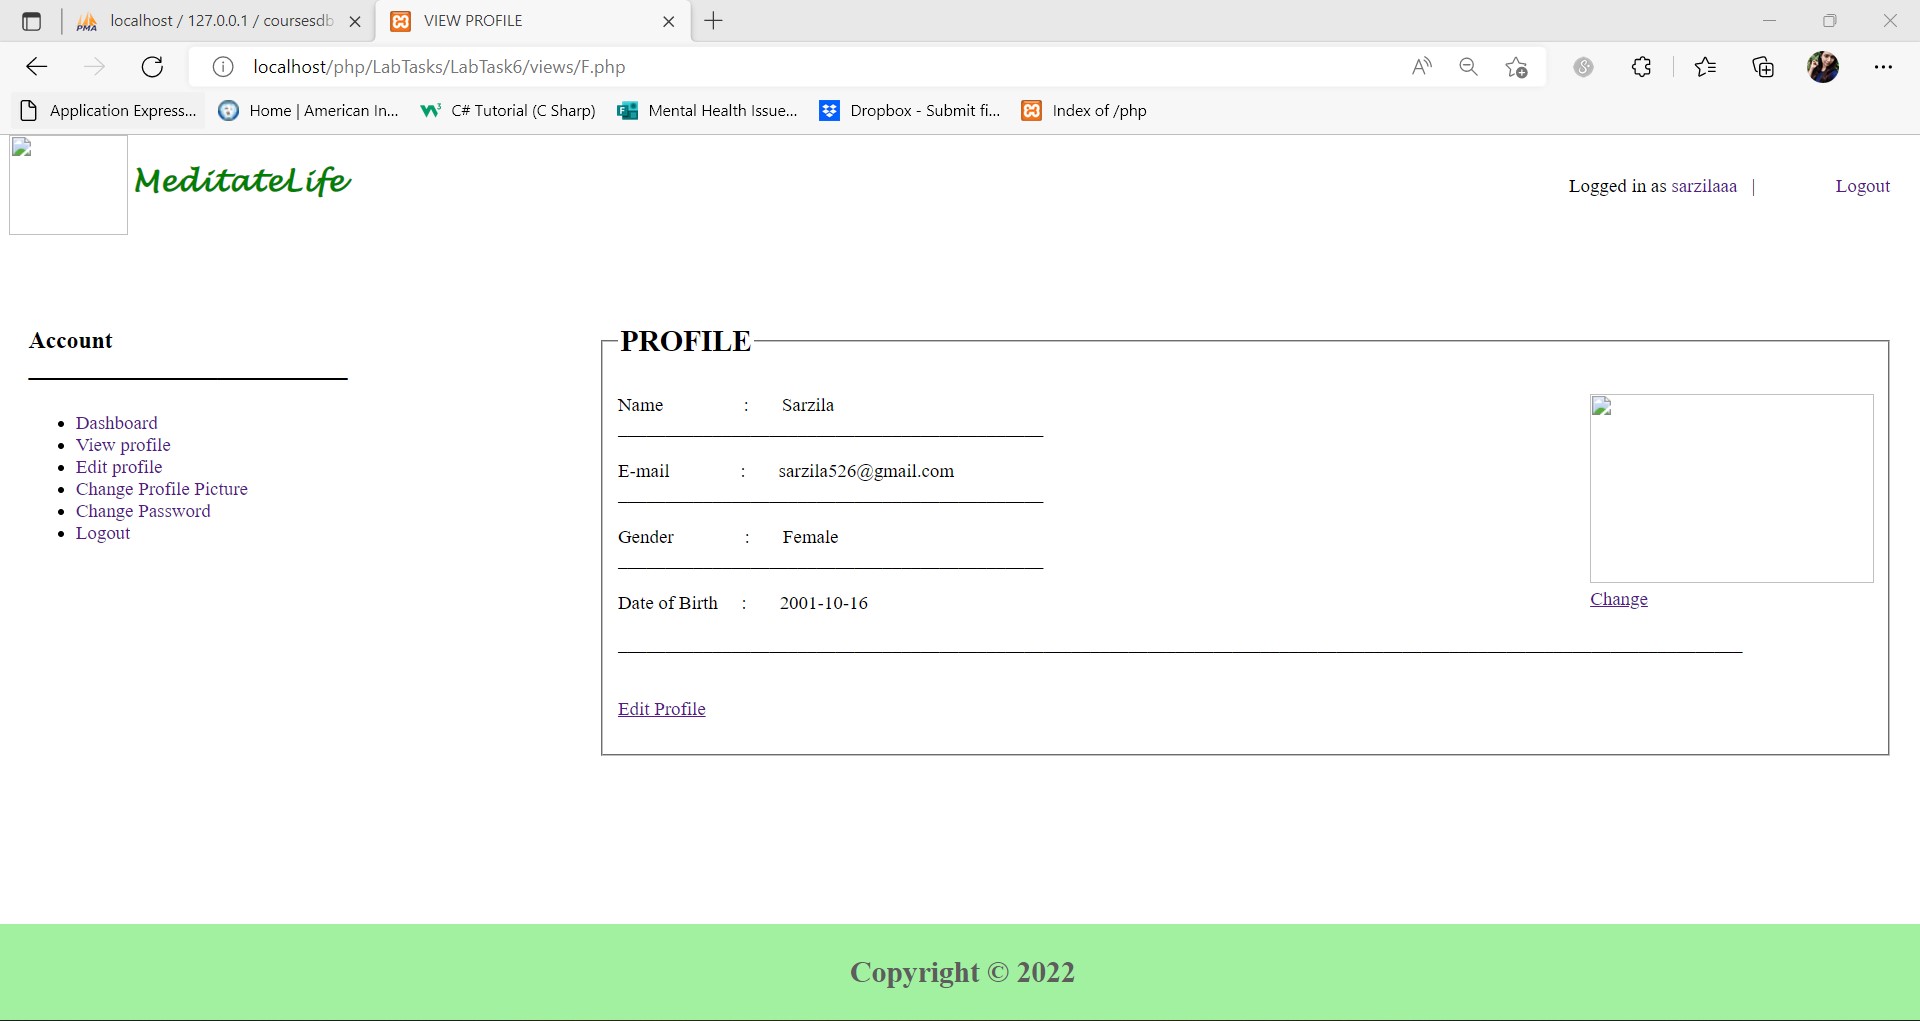 localhost / 127.0.0.1 / coursesdb
VIEW PROFILE
localhost/php/LabTasks/LabTask6/views/F.php
Application Express...
Home | American In...
C# Tutorial (C Sharp)
Mental Health Issue...
Dropbox - Submit fi...
Index of /php
MeditateLife
Logged in as sarzilaaa | Logout
Account
Dashboard
View profile
Edit profile
Change Profile Picture
Change Password
Logout
PROFILE
Name : Sarzila
E-mail : sarzila526@gmail.com
Gender : Female
Date of Birth : 2001-10-16
Change
Edit Profile
Copyright © 2022